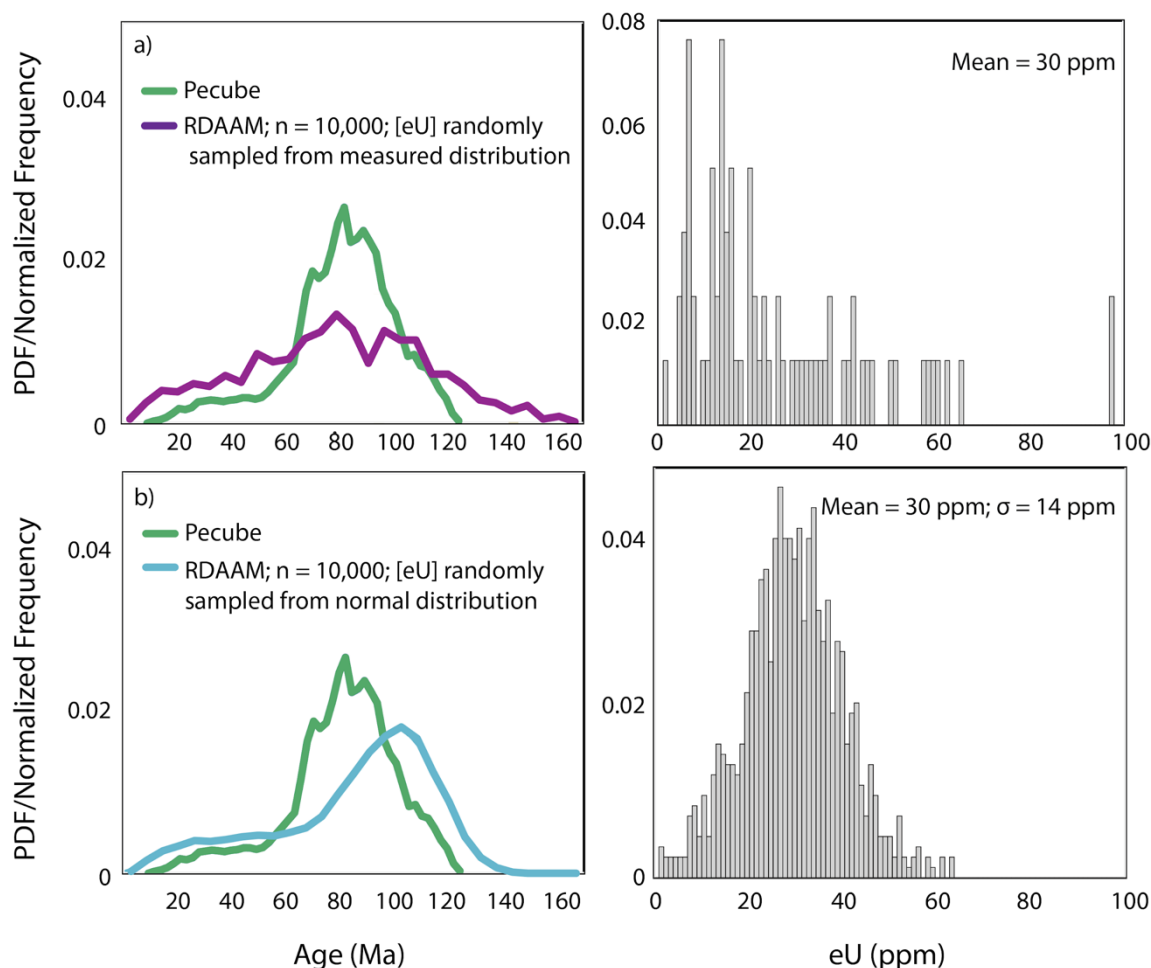 a)
Pecube
RDAAM; n = 10,000; [eU] randomly
sampled from measured distribution
PDF/Normalized Frequency
0.04
0.02
0
20 40 60 80 100 120 140 160
Mean = 30 ppm
0.08
0.06
0.04
0.02
0 20 40 60 80 100
b)
Pecube
RDAAM; n = 10,000; [eU] randomly
sampled from normal distribution
PDF/Normalized Frequency
0.04
0.02
0
20 40 60 80 100 120 140 160
Age (Ma)
Mean = 30 ppm; σ = 14 ppm
0.04
0.02
0
0 20 40 60 80 100
eU (ppm)